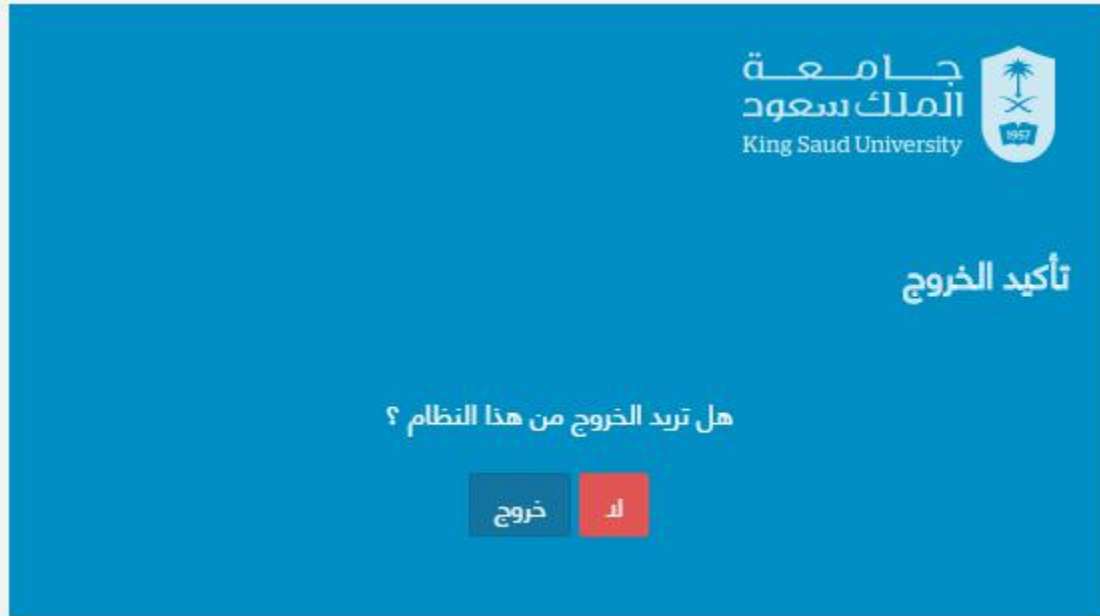 جامعة
الملك سعود
King Saud University
1957
تأكيد الخروج
هل تريد الخروج من هذا النظام ؟
لا
خروج